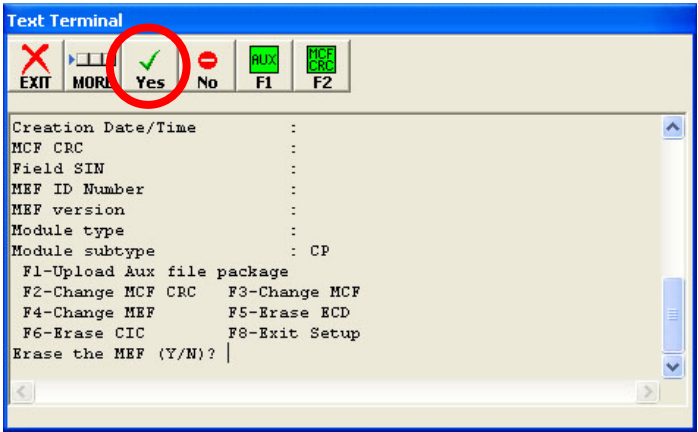 Text Terminal
EXIT MORE Yes No AUX F1 MCF CRC F2
Creation Date/Time :
MCF CRC :
Field SIN :
MEF ID Number :
MEF version :
Module type :
Module subtype : CP
F1-Upload Aux file package
F2-Change MCF CRC F3-Change MCF
F4-Change MEF F5-Erase ECD
F6-Erase CIC F8-Exit Setup
Erase the MEF (Y/N)?